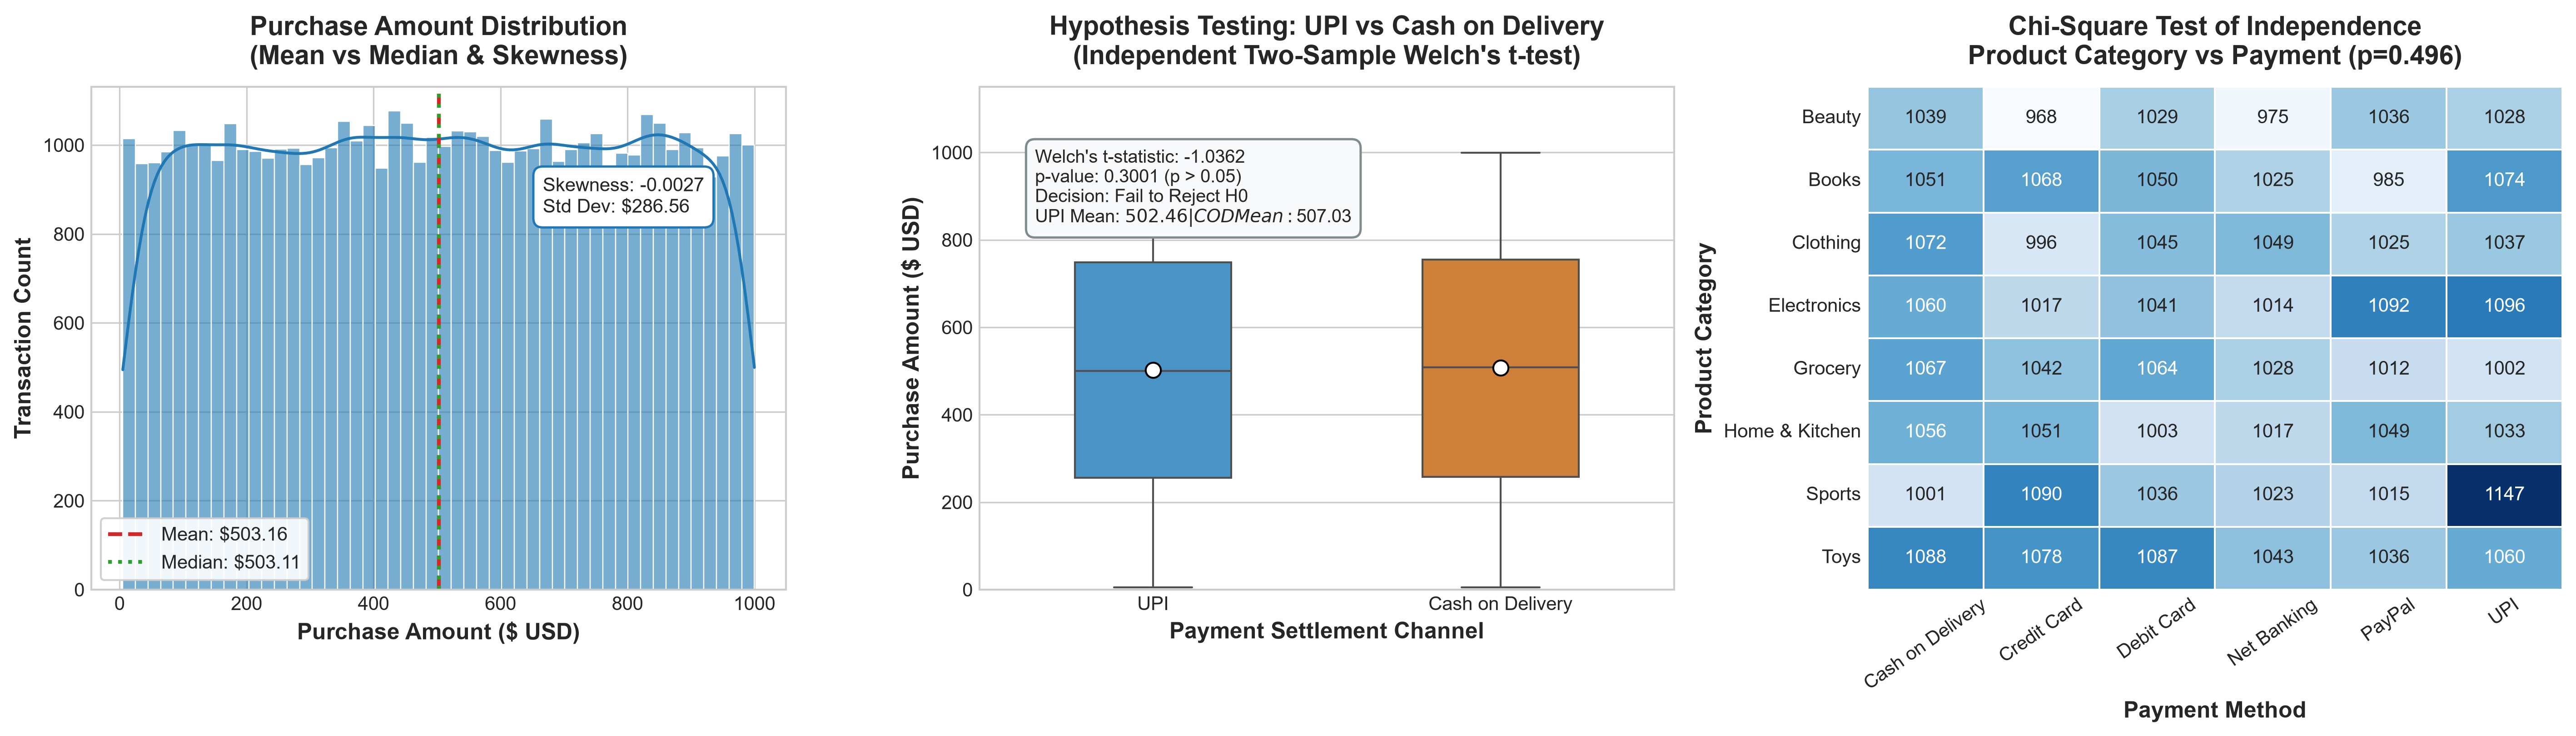 Purchase Amount Distribution
(Mean vs Median & Skewness)
Transaction Count
1000
800
600
400
200
0
Skewness: -0.0027
Std Dev: $286.56
Mean: $503.16
Median: $503.11
0 200 400 600 800 1000
Purchase Amount ($ USD)
Hypothesis Testing: UPI vs Cash on Delivery
(Independent Two-Sample Welch's t-test)
Purchase Amount ($ USD)
1000
800
600
400
200
0
Welch's t-statistic: -1.0362
p-value: 0.3001 (p > 0.05)
Decision: Fail to Reject H0
UPI Mean: 502.46|CODMean:507.03
UPI Cash on Delivery
Payment Settlement Channel
Chi-Square Test of Independence
Product Category vs Payment (p=0.496)
Product Category
Beauty 1039 968 1029 975 1036 1028
Books 1051 1068 1050 1025 985 1074
Clothing 1072 996 1045 1049 1025 1037
Electronics 1060 1017 1041 1014 1092 1096
Grocery 1067 1042 1064 1028 1012 1002
Home & Kitchen 1056 1051 1003 1017 1049 1033
Sports 1001 1090 1036 1023 1015 1147
Toys 1088 1078 1087 1043 1036 1060
Cash on Delivery Credit Card Debit Card Net Banking PayPal UPI
Payment Method